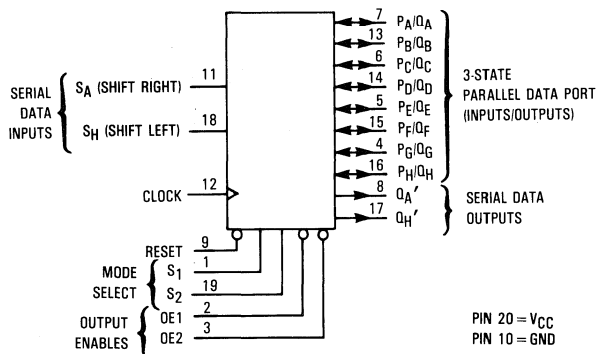 SERIAL DATA INPUTS
SA (SHIFT RIGHT) 11
SH (SHIFT LEFT) 18
CLOCK 12
7 PA/QA
13 PB/QB
6 PC/QC
14 PD/QD
5 PE/QE
15 PF/QF
4 PG/QG
16 PH/QH
3-STATE
PARALLEL DATA PORT
(INPUTS/OUTPUTS)
8 QA'
17 QH'
SERIAL DATA
OUTPUTS
RESET 9
MODE
SELECT
S1 1
S2 19
OUTPUT
ENABLES
OE1 2
OE2 3
PIN 20 = VCC
PIN 10 = GND